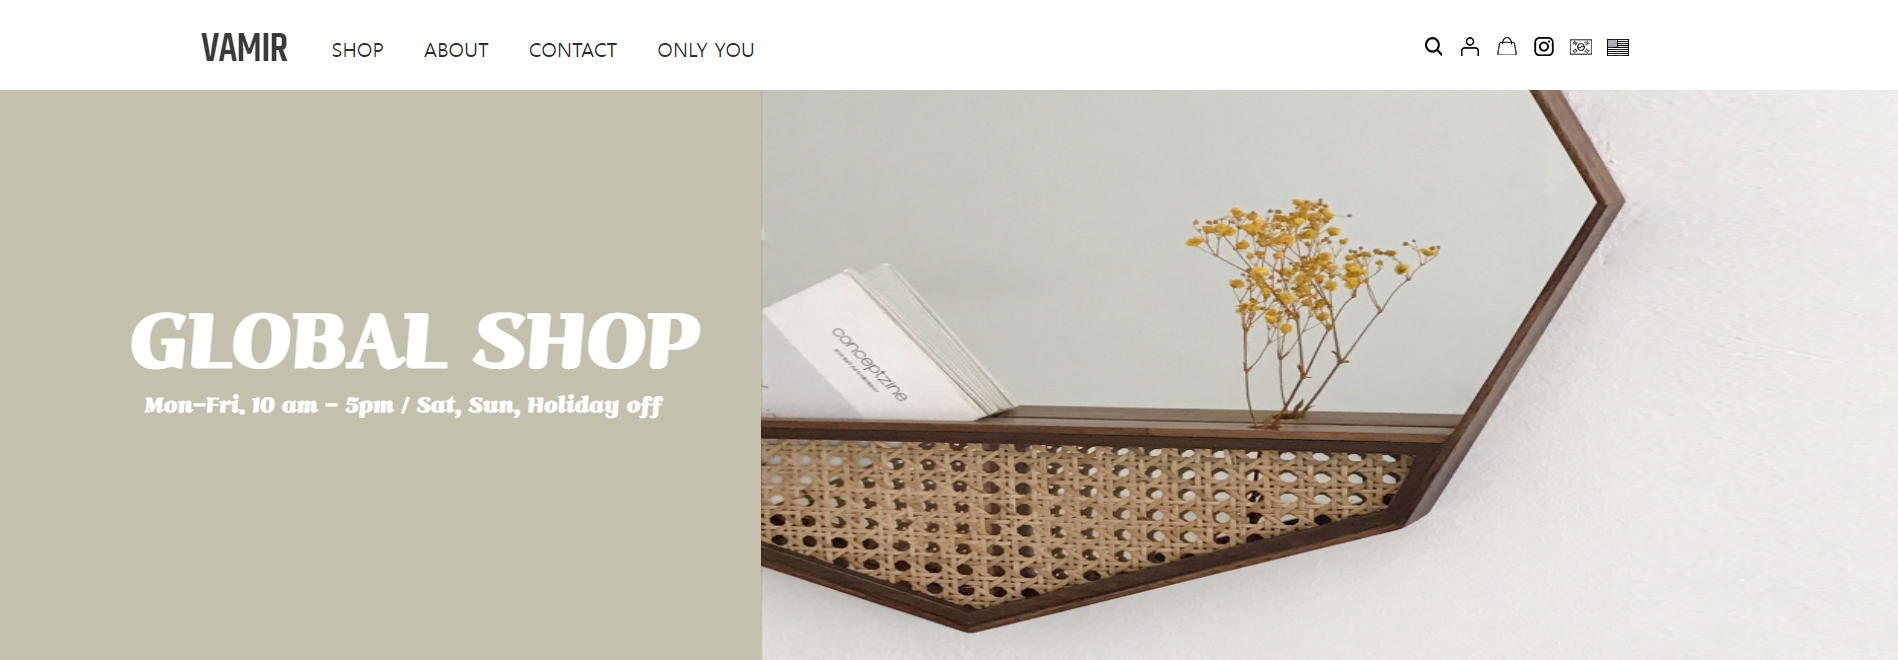 VAMIR
SHOP
ABOUT
CONTACT
ONLY YOU
GLOBAL SHOP
Mon-Fri. 10 am - 5pm / Sat, Sun, Holiday off
conceptzine